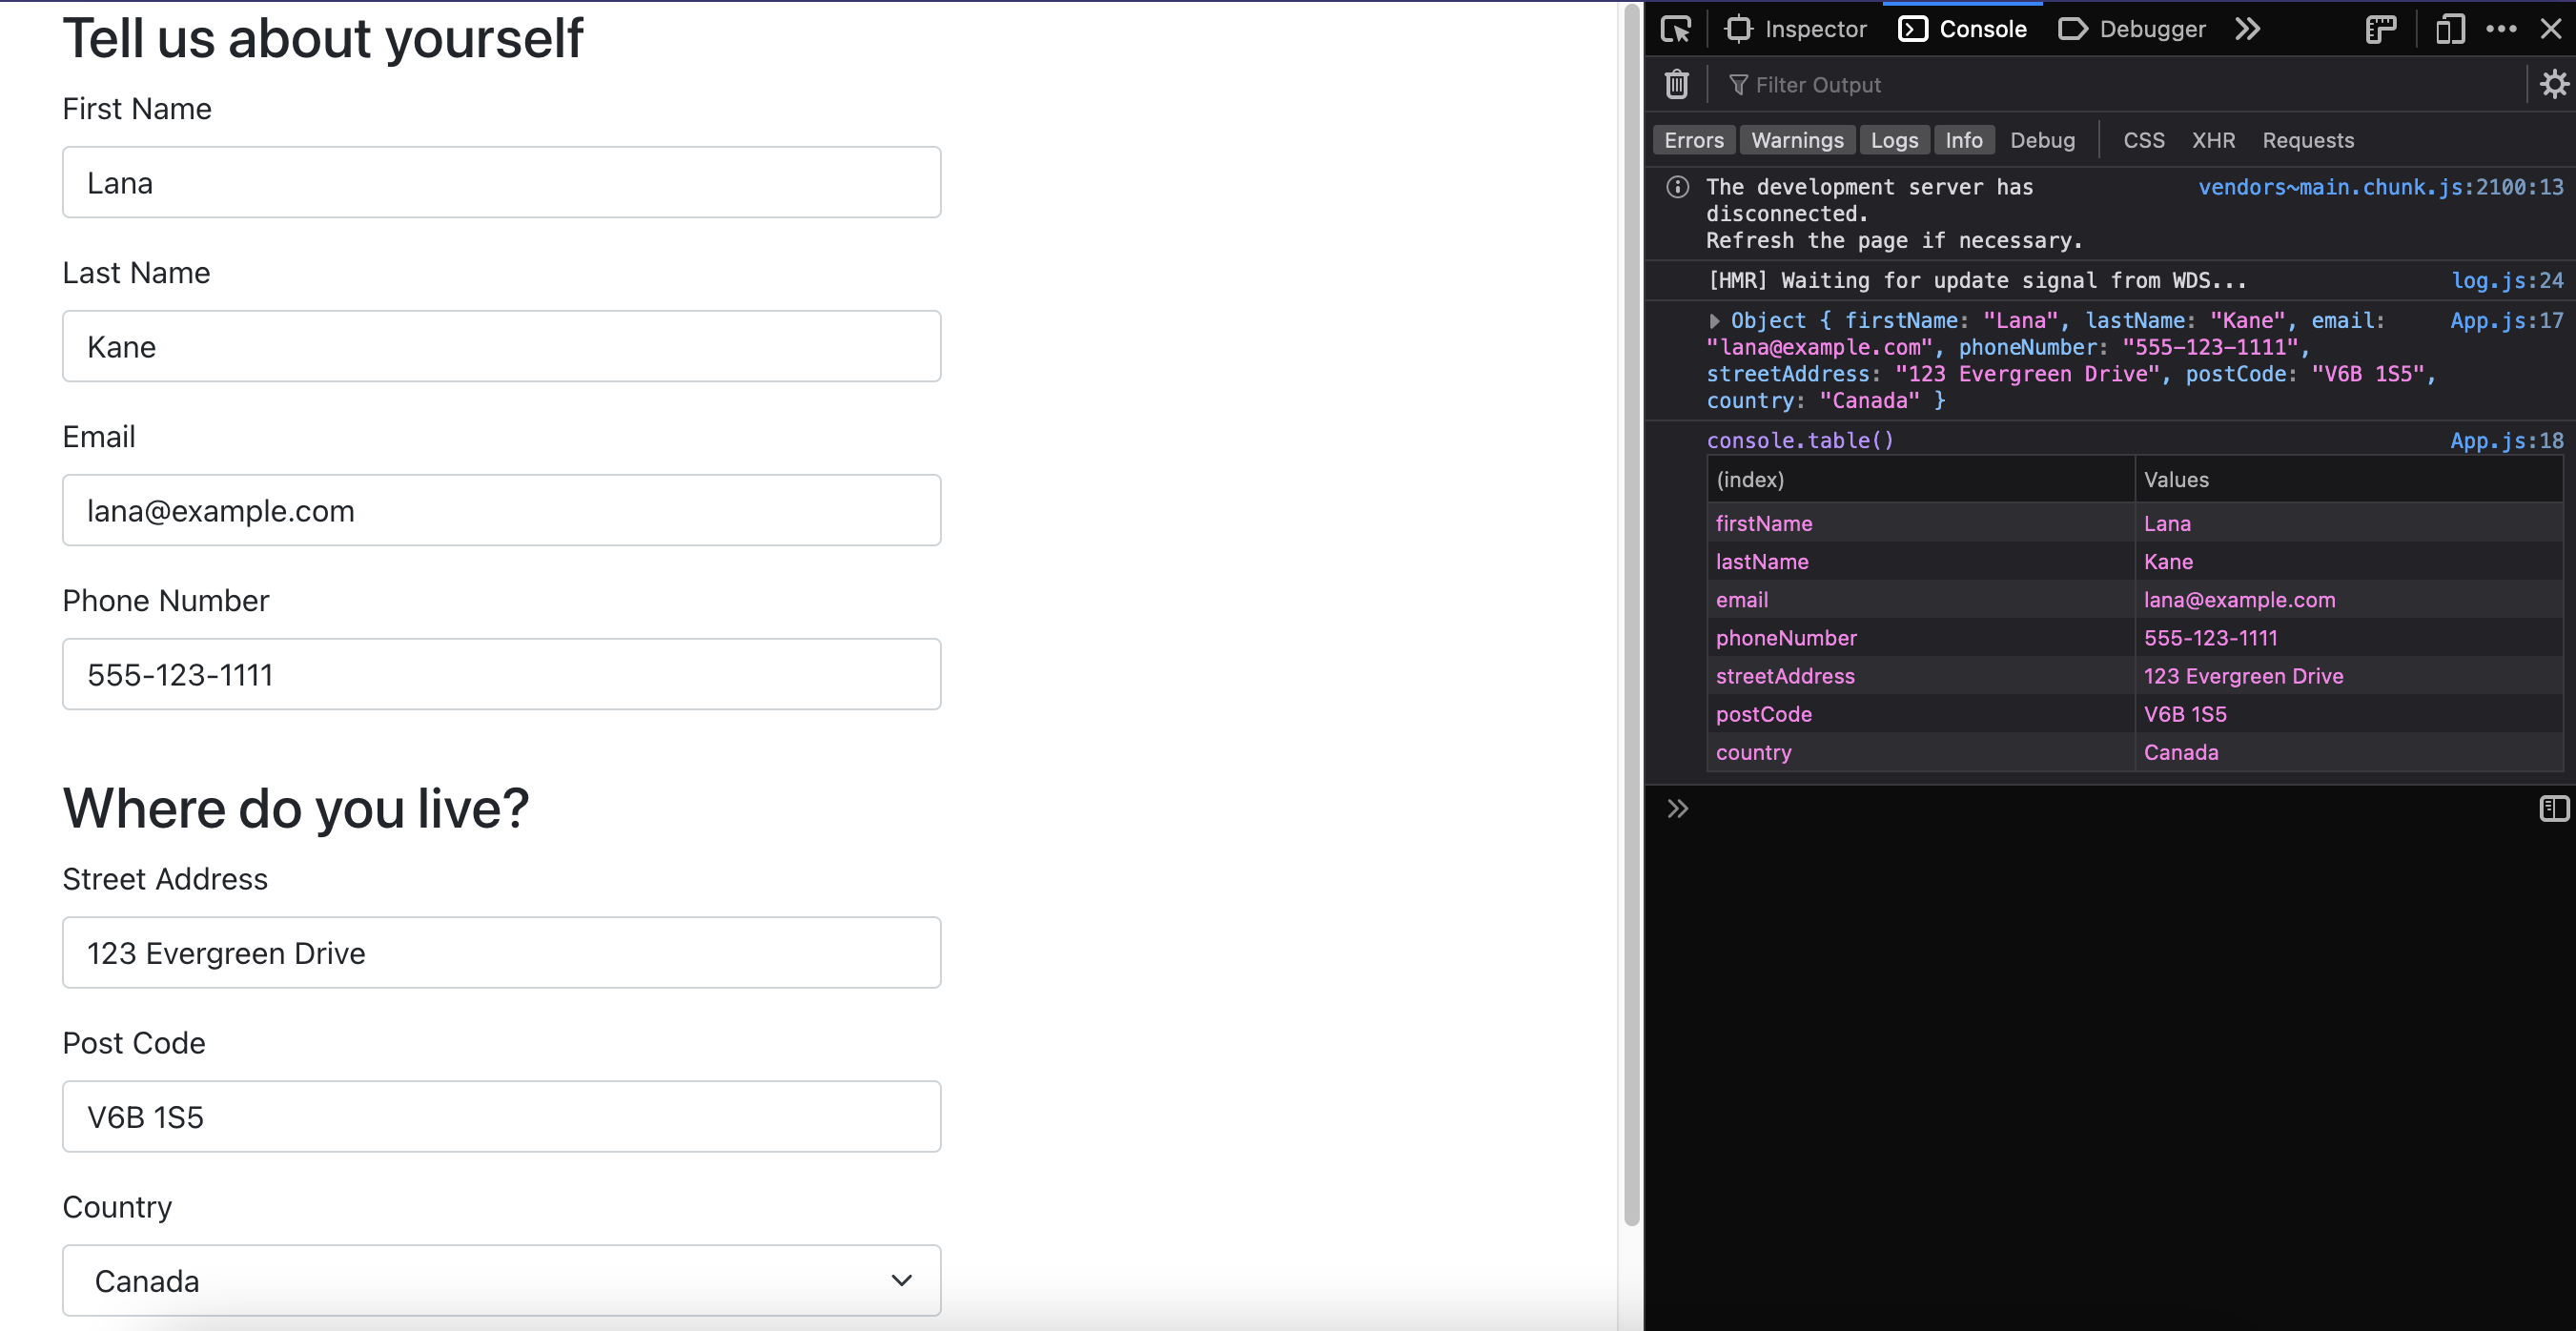 Tell us about yourself
First Name
Lana
Last Name
Kane
Email
lana@example.com
Phone Number
555-123-1111
Where do you live?
Street Address
123 Evergreen Drive
Post Code
V6B 1S5
Country
Canada
Inspector Console Debugger
Filter Output
Errors Warnings Logs Info Debug CSS XHR Requests
The development server has vendors~main.chunk.js:2100:13
disconnected.
Refresh the page if necessary.
[HMR] Waiting for update signal from WDS... log.js:24
Object { firstName: "Lana", lastName: "Kane", email: App.js:17
"lana@example.com", phoneNumber: "555-123-1111",
streetAddress: "123 Evergreen Drive", postCode: "V6B 1S5",
country: "Canada" }
console.table() App.js:18
(index) Values
firstName Lana
lastName Kane
email lana@example.com
phoneNumber 555-123-1111
streetAddress 123 Evergreen Drive
postCode V6B 1S5
country Canada